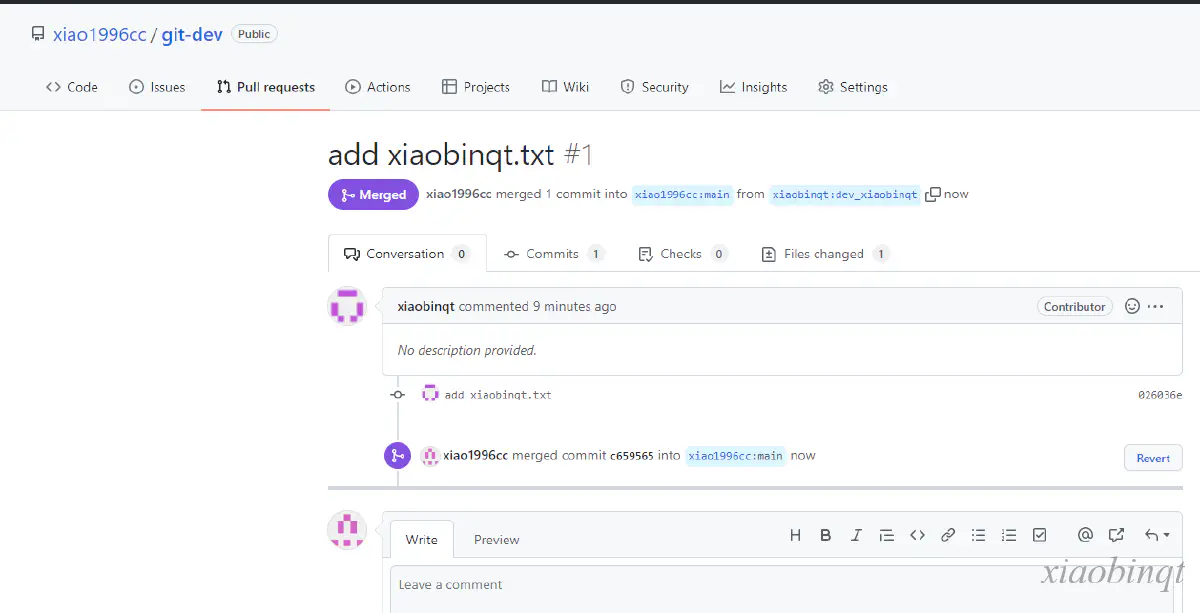 xiao1996cc / git-dev Public
Code Issues Pull requests Actions Projects Wiki Security Insights Settings
add xiaobinqt.txt #1
Merged xiao1996cc merged 1 commit into xiao1996cc:main from xiaobinqt:dev_xiaobinqt now
Conversation 0 Commits 1 Checks 0 Files changed 1
xiaobinqt commented 9 minutes ago Contributor
No description provided.
add xiaobinqt.txt 026036e
xiao1996cc merged commit c659565 into xiao1996cc:main now Revert
Write Preview
Leave a comment
xiaobinqt